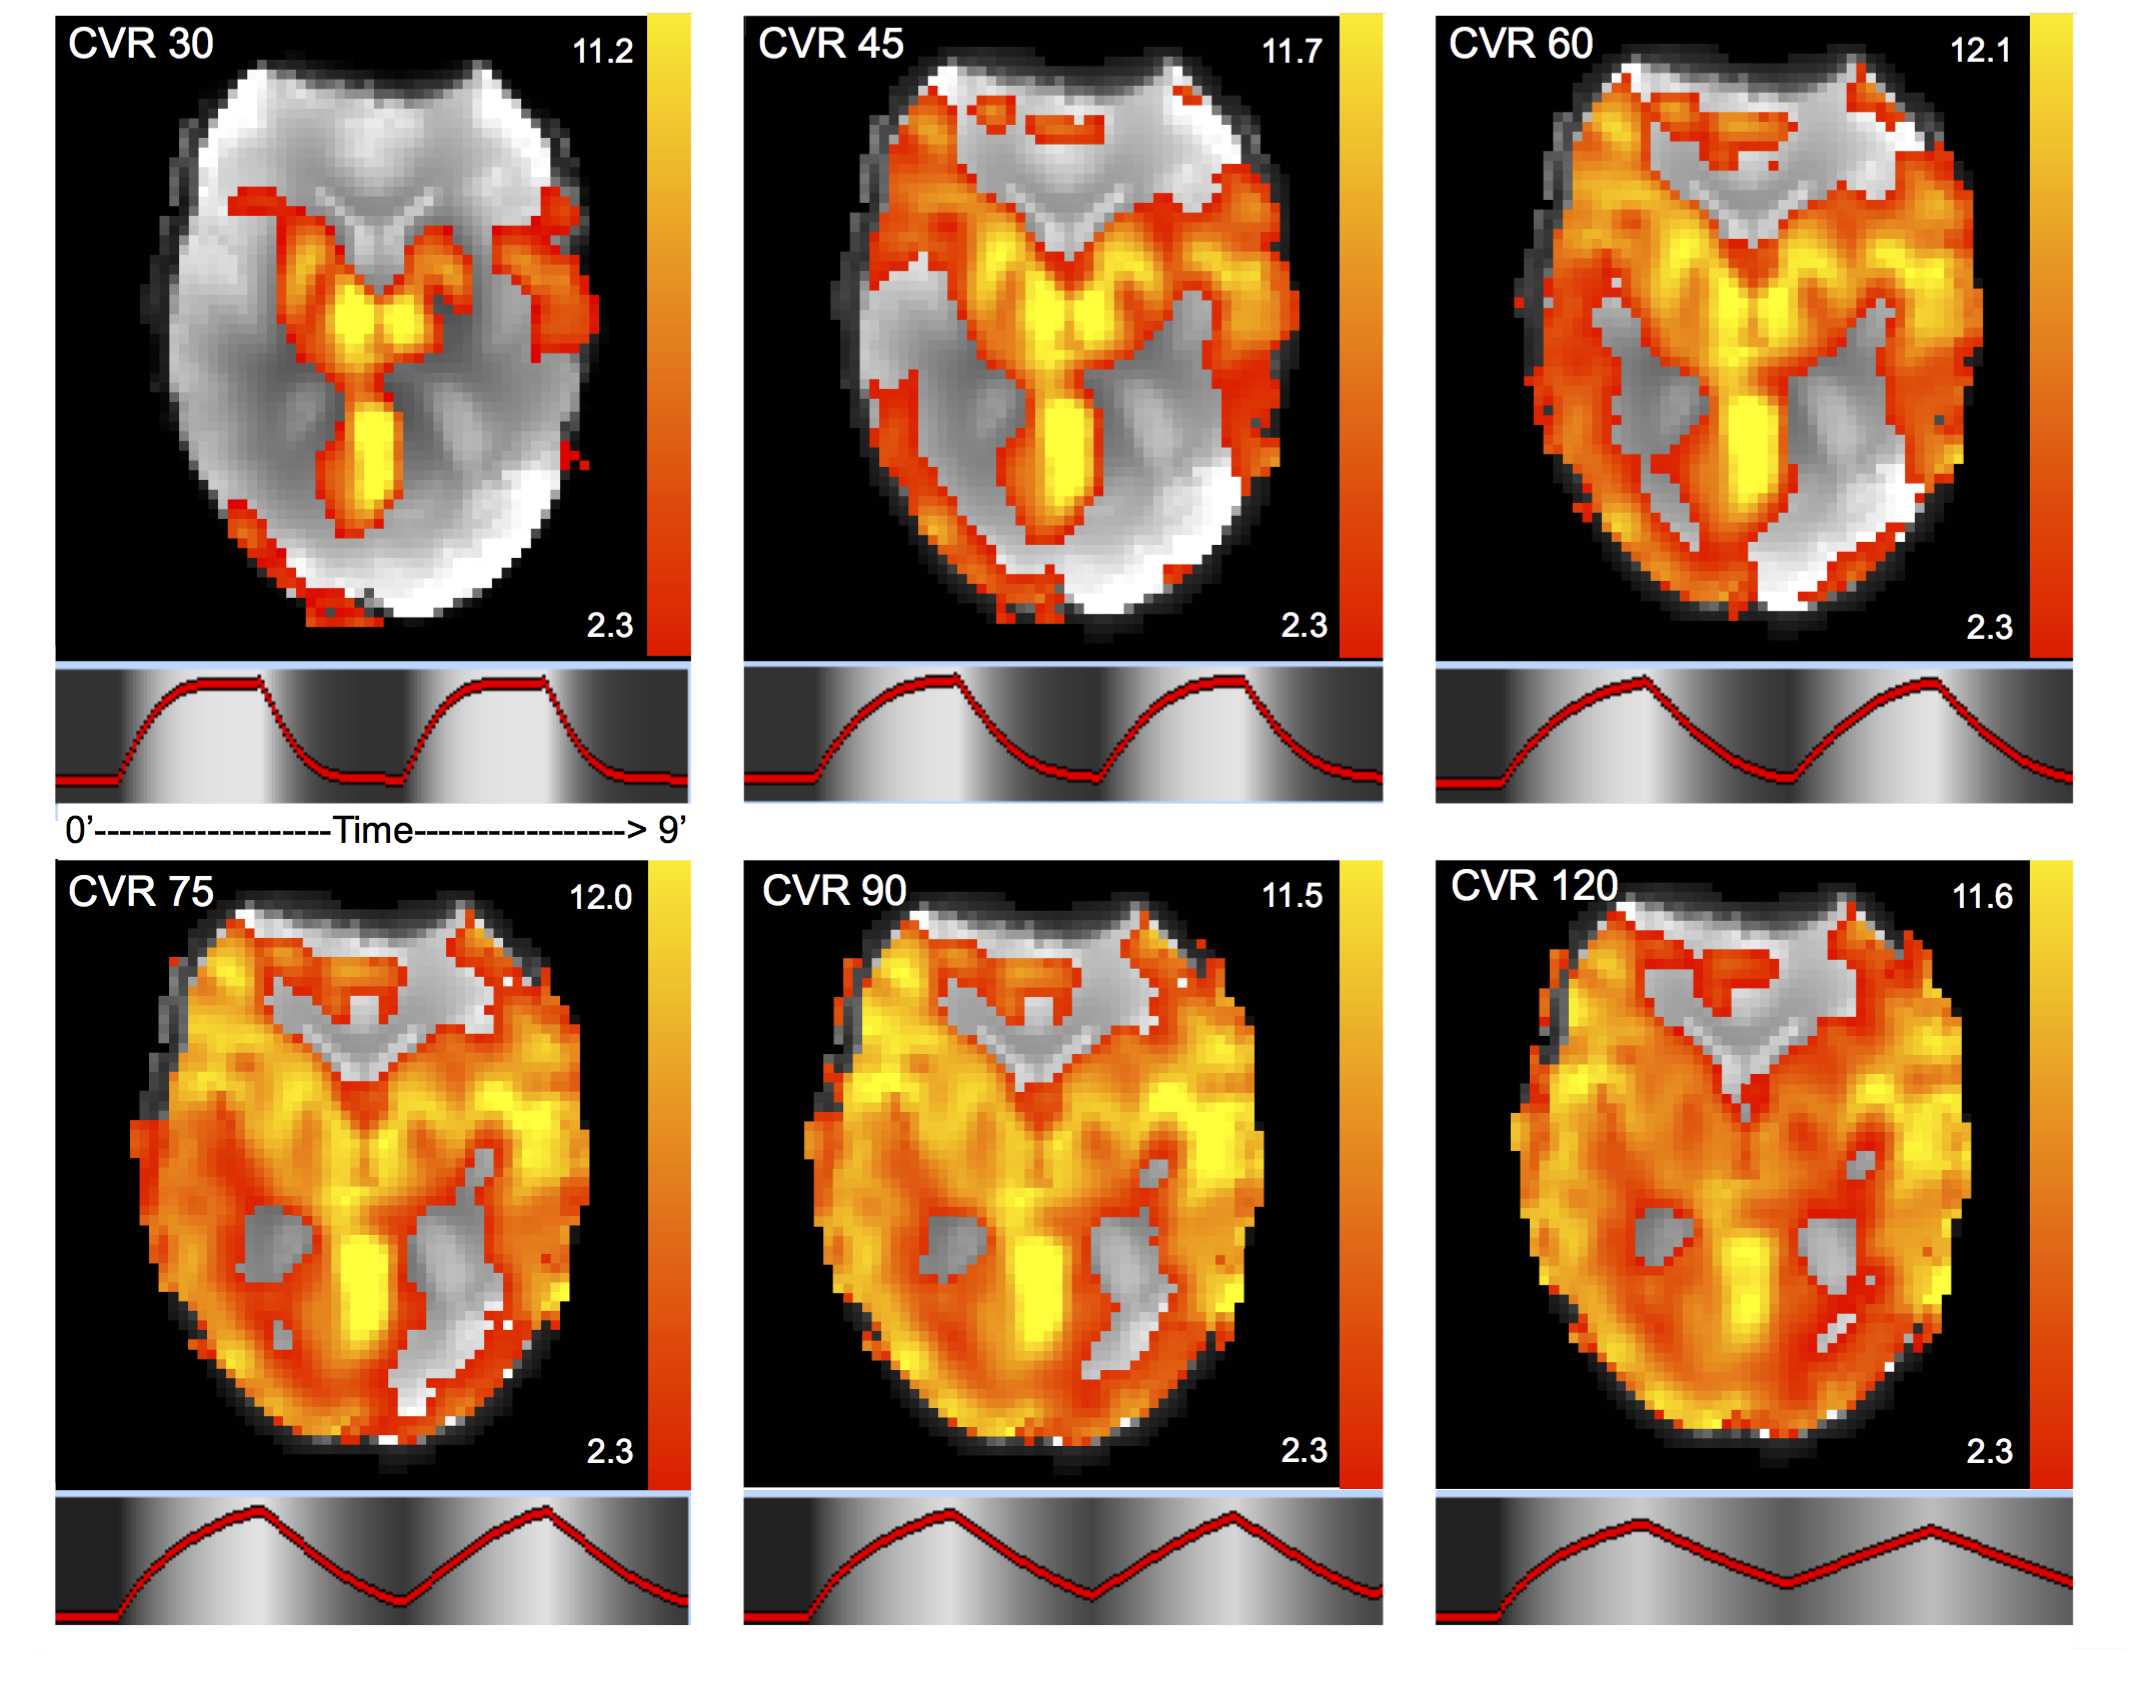 CVR 30
11.2
2.3
CVR 45
11.7
2.3
CVR 60
12.1
2.3
0’-------------------Time-----------------> 9’
CVR 75
12.0
2.3
CVR 90
11.5
2.3
CVR 120
11.6
2.3